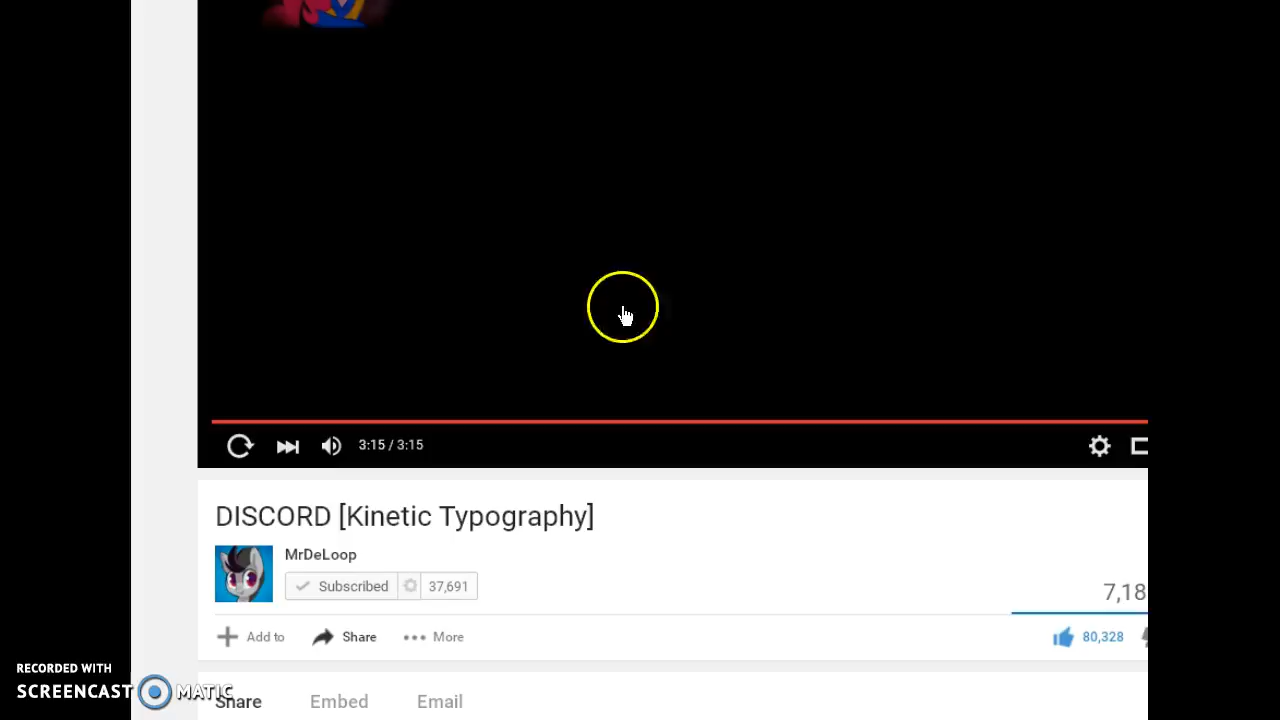 3:15 / 3:15
DISCORD [Kinetic Typography]
MrDeLoop
Subscribed 37,691
7,18
Add to Share More 80,328
RECORDED WITH
SCREENCAST MATIC
Share Embed Email